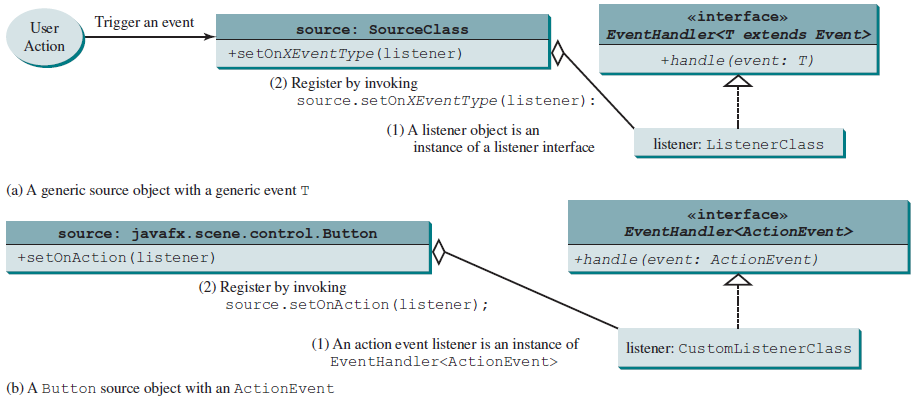 User
Action
Trigger an event
source: SourceClass
+setOnXEventType(listener)
(2) Register by invoking
source.setOnXEventType(listener):
(1) A listener object is an
instance of a listener interface
«interface»
EventHandler<T extends Event>
+handle(event: T)
listener: ListenerClass
(a) A generic source object with a generic event T
source: javafx.scene.control.Button
+setOnAction(listener)
(2) Register by invoking
source.setOnAction(listener);
(1) An action event listener is an instance of
EventHandler<ActionEvent>
«interface»
EventHandler<ActionEvent>
+handle(event: ActionEvent)
listener: CustomListenerClass
(b) A Button source object with an ActionEvent